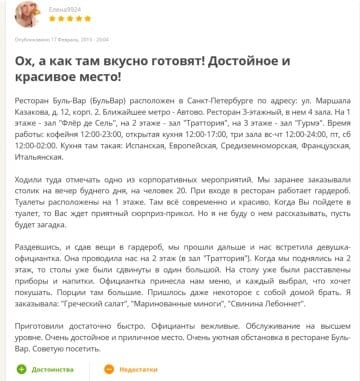 Елена9924
Опубликовано: 17 Февраль, 2015 - 20:04
Ох, а как там вкусно готовят! Достойное и
красивое место!
Ресторан Буль-Вар (БульВар) расположен в Санкт-Петербурге по адресу: ул. Маршала
Казакова, д. 12, корп. 2. Ближайшее метро - Автово. Ресторан 3-этажный, в нем 4 зала. На 1
этаже - зал "Флёр де Сель", на 2 этаже - зал "Траттория", на 3 этаже - зал "Гурмэ". Время
работы: кофейня 12:00-23:00, открытая кухня 12:00-17:00, три зала вс-чт 12:00-24:00, пт, сб
12:00-02:00. Кухня там такая: Испанская, Европейская, Средиземноморская, Французская,
Итальянская.
Ходили туда отмечать одно из корпоративных мероприятий. Мы заранее заказывали
столик на вечер буднего дня, на человек 20. При входе в ресторан работает гардероб.
Туалеты расположены на 1 этаже. Там всё современно и красиво. Когда Вы пойдете в
туалет, то Вас ждет приятный сюрприз-прикол. Но я не буду о нем рассказывать, пусть
будет загадка.
Раздевшись, и сдав вещи в гардероб, мы прошли дальше и нас встретила девушка-
официантка. Она проводила нас на 2 этаж (в зал "Траттория"). Когда мы поднялись на 2
этаж, то столы уже были сдвинуты в один большой. На столу уже были расставлены
приборы и напитки. Официантка принесла нам меню, и каждый выбрал, что хочет
покушать. Порции там большие. Пришлось даже некоторое с собой домой брать. Я
заказывала: "Греческий салат", "Маринованные миноги", "Свинина Лебоннет".
Приготовили достаточно быстро. Официанты вежливые. Обслуживание на высшем
уровне. Очень достойное и приличное место. Очень уютная обстановка в ресторане Буль-
Вар. Советую посетить.
Достоинства Недостатки